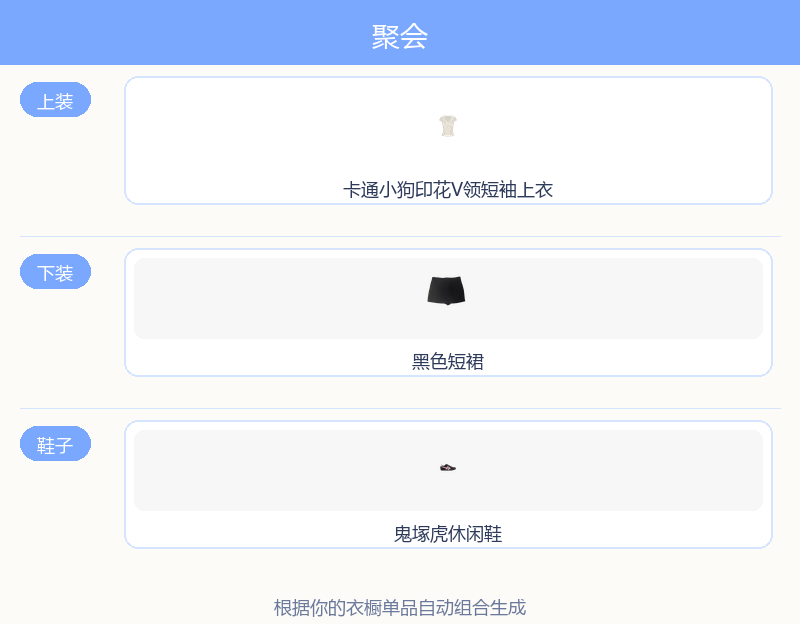 聚会
上装
卡通小狗印花V领短袖上衣
下装
黑色短裙
鞋子
鬼塚虎休闲鞋
根据你的衣橱单品自动组合生成